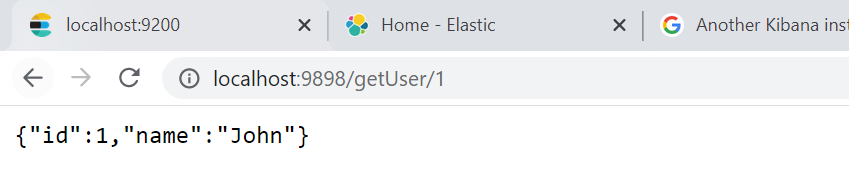 localhost:9200
Home - Elastic
Another Kibana inst
localhost:9898/getUser/1
{"id":1,"name":"John"}